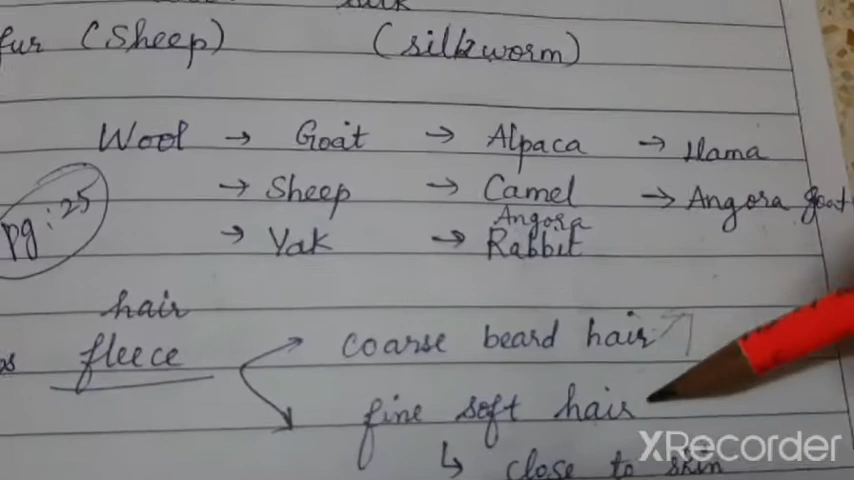 fur (Sheep) (silkworm)
Wool → Goat → Alpaca → Llama
→ Sheep → Camel → Angora goat
pg: 25
→ Yak → Angora Rabbit
hair
fleece
coarse beard hair
fine soft hair
↳ close to skin
XRecorder